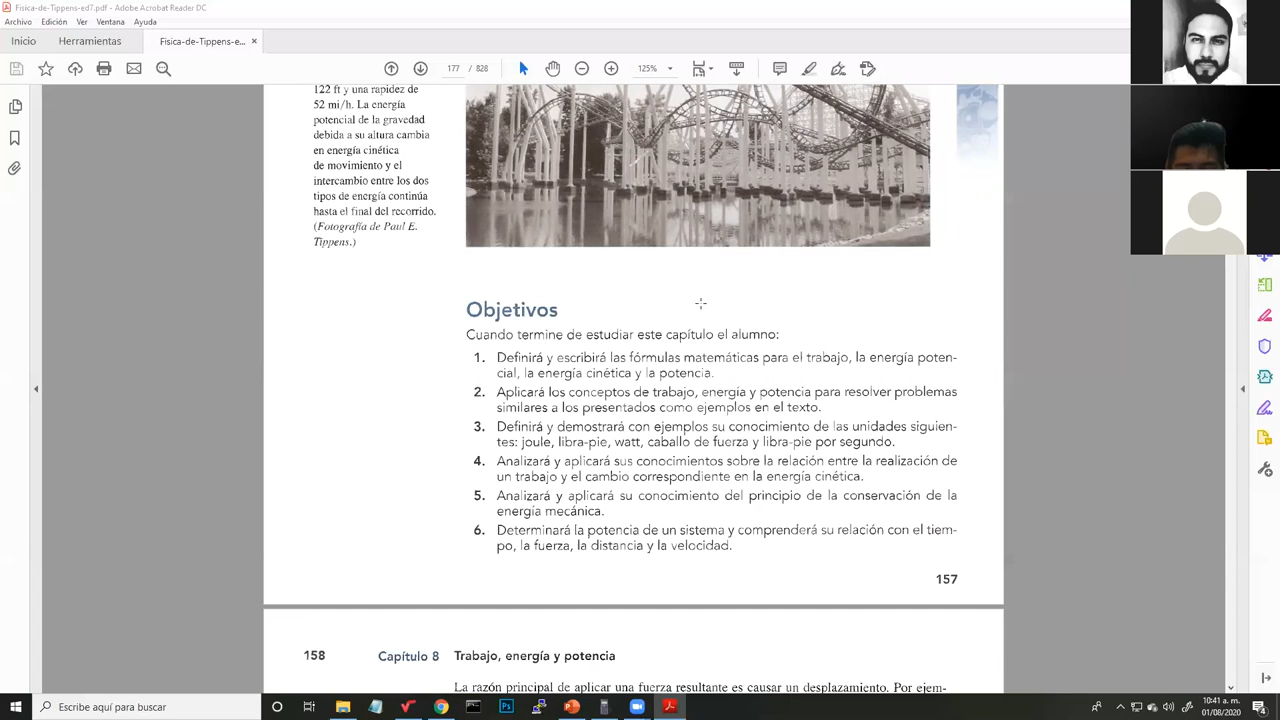 Fisica-de-Tippens-ed7.pdf - Adobe Acrobat Reader DC
Archivo Edición Ver Ventana Ayuda
Inicio Herramientas Fisica-de-Tippens-e... ×
177 / 828 125%
122 ft y una rapidez de
52 mi/h. La energía
potencial de la gravedad
debida a su altura cambia
en energía cinética
de movimiento y el
intercambio entre los dos
tipos de energía continúa
hasta el final del recorrido.
(Fotografía de Paul E.
Tippens.)
Objetivos
Cuando termine de estudiar este capítulo el alumno:
1. Definirá y escribirá las fórmulas matemáticas para el trabajo, la energía poten-
cial, la energía cinética y la potencia.
2. Aplicará los conceptos de trabajo, energía y potencia para resolver problemas
similares a los presentados como ejemplos en el texto.
3. Definirá y demostrará con ejemplos su conocimiento de las unidades siguien-
tes: joule, libra-pie, watt, caballo de fuerza y libra-pie por segundo.
4. Analizará y aplicará sus conocimientos sobre la relación entre la realización de
un trabajo y el cambio correspondiente en la energía cinética.
5. Analizará y aplicará su conocimiento del principio de la conservación de la
energía mecánica.
6. Determinará la potencia de un sistema y comprenderá su relación con el tiem-
po, la fuerza, la distancia y la velocidad.
157
158 Capítulo 8 Trabajo, energía y potencia
La razón principal de aplicar una fuerza resultante es causar un desplazamiento. Por ejem-
Escribe aquí para buscar
10:41 a. m.
01/08/2020